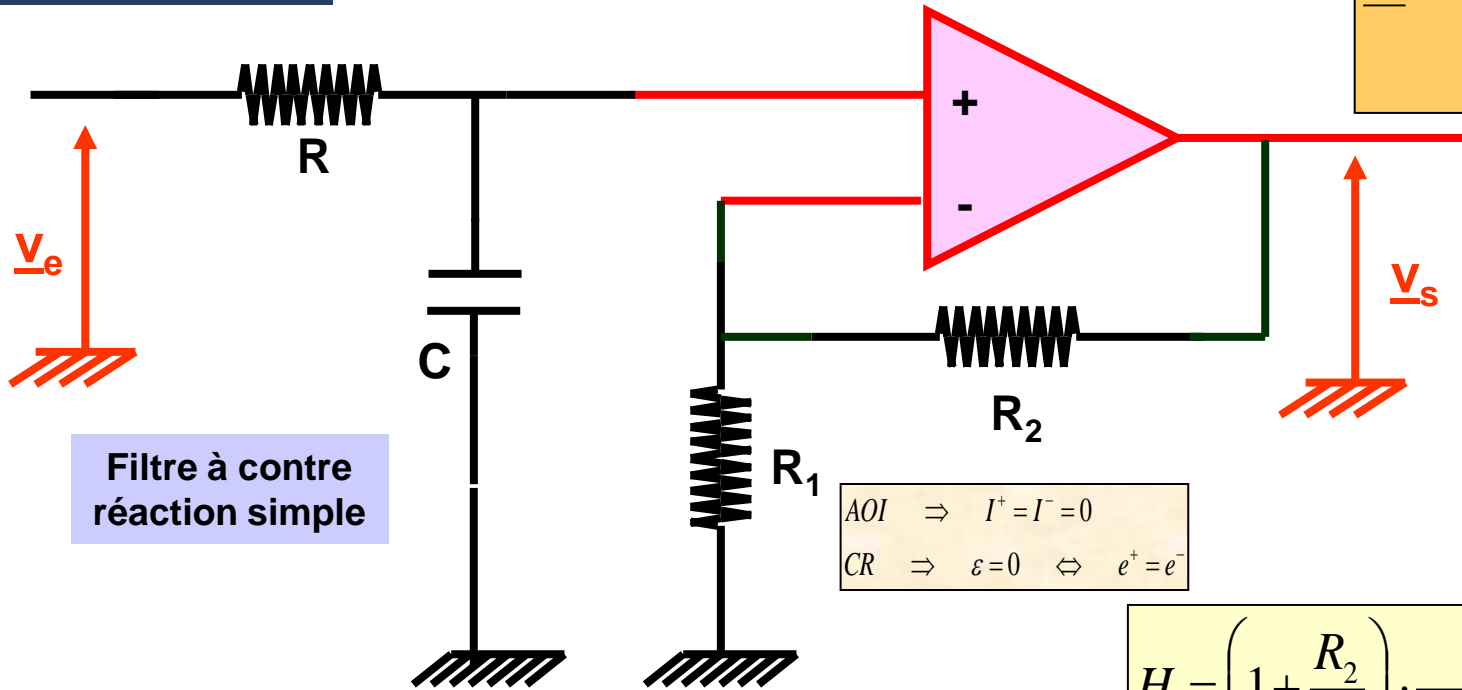 +
R
-
v_e
v_s
C
R_2
R_1
Filtre à contre
réaction simple
AOI ⇒ I^+ = I^- = 0
CR ⇒ ε = 0 ⇔ e^+ = e^-
H = (1 + R_2